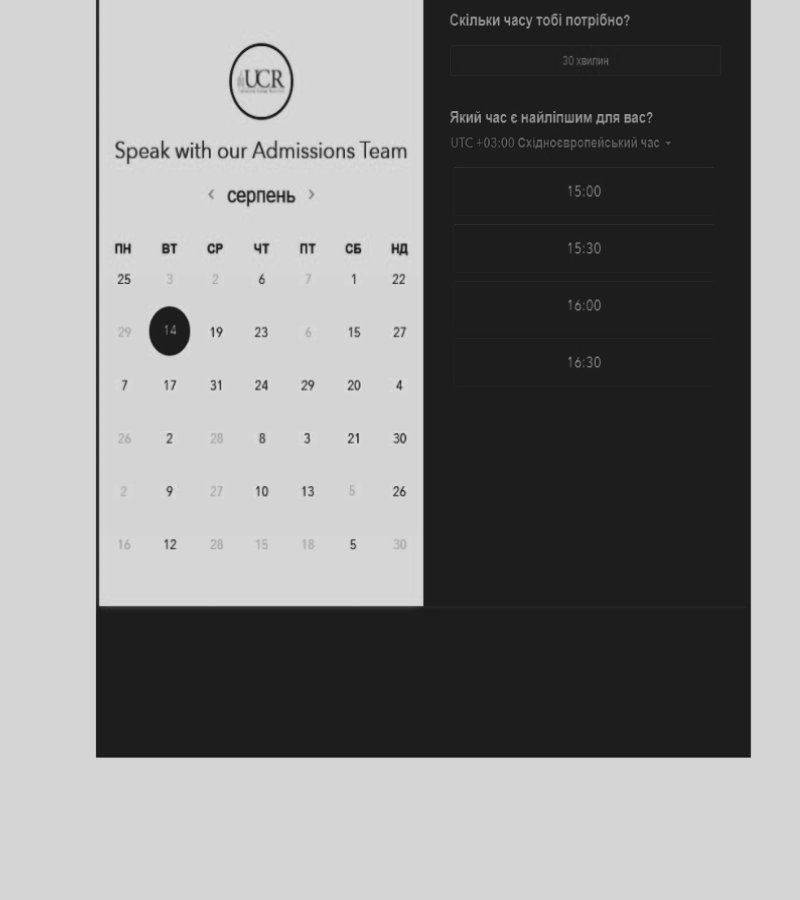 UCR
Speak with our Admissions Team
‹ серпень ›
ПН ВТ СР ЧТ ПТ СБ НД
25 3 2 6 7 1 22
29 14 19 23 6 15 27
7 17 31 24 29 20 4
26 2 28 8 3 21 30
2 9 27 10 13 5 26
16 12 28 15 18 5 30
Скільки часу тобі потрібно?
30 хвилин
Який час є найліпшим для вас?
UTC +03:00 Східноєвропейський час
15:00
15:30
16:00
16:30